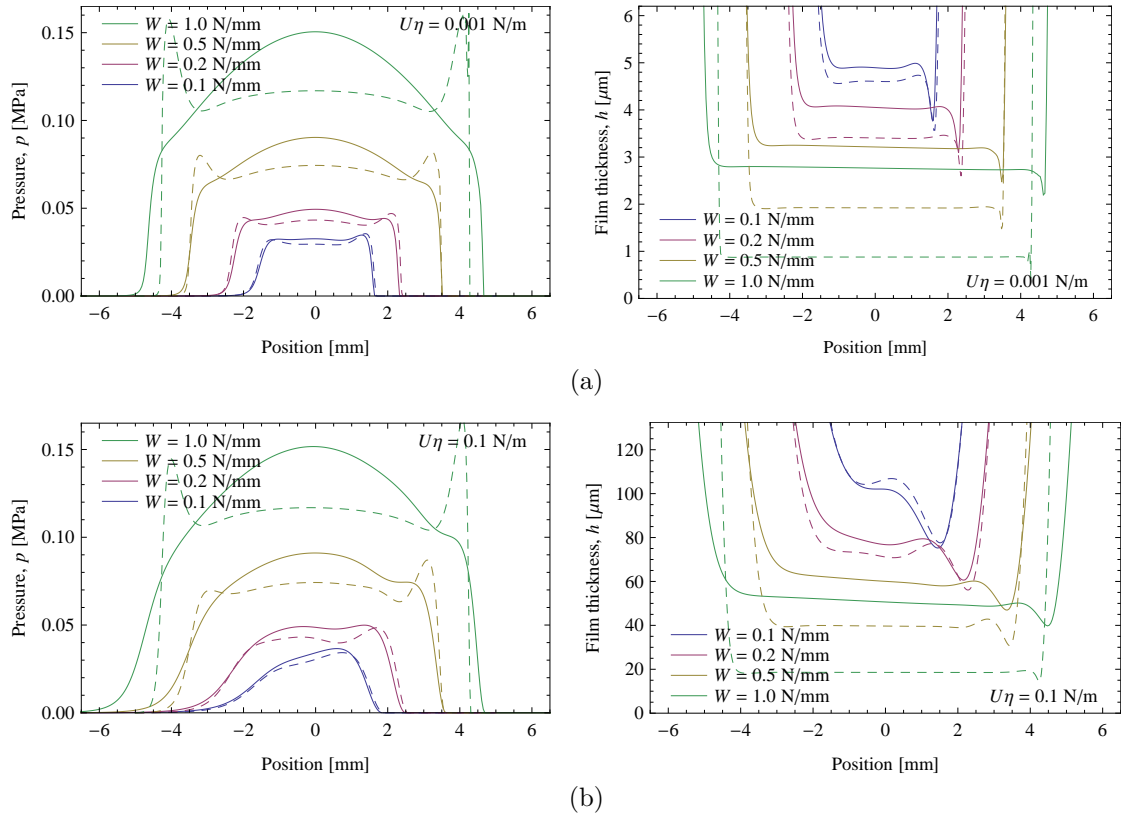 W = 1.0 N/mm
W = 0.5 N/mm
W = 0.2 N/mm
W = 0.1 N/mm
Uη = 0.001 N/m
0.15
0.10
0.05
0.00
Pressure, p [MPa]
−6 −4 −2 0 2 4 6
Position [mm]
6
5
4
3
2
1
0
Film thickness, h [μm]
W = 0.1 N/mm
W = 0.2 N/mm
W = 0.5 N/mm
W = 1.0 N/mm
Uη = 0.001 N/m
−6 −4 −2 0 2 4 6
Position [mm]
(a)
W = 1.0 N/mm
W = 0.5 N/mm
W = 0.2 N/mm
W = 0.1 N/mm
Uη = 0.1 N/m
0.15
0.10
0.05
0.00
Pressure, p [MPa]
−6 −4 −2 0 2 4 6
Position [mm]
120
100
80
60
40
20
0
Film thickness, h [μm]
W = 0.1 N/mm
W = 0.2 N/mm
W = 0.5 N/mm
W = 1.0 N/mm
Uη = 0.1 N/m
−6 −4 −2 0 2 4 6
Position [mm]
(b)